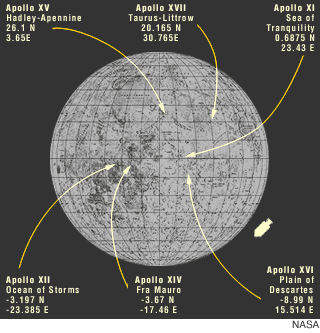 Apollo XV
Hadley-Apennine
26.1 N
3.65E
Apollo XVII
Taurus-Littrow
20.165 N
30.765E
Apollo XI
Sea of
Tranquility
0.6875 N
23.43 E
Apollo XII
Ocean of Storms
-3.197 N
-23.385 E
Apollo XIV
Fra Mauro
-3.67 N
-17.46 E
Apollo XVI
Plain of
Descartes
-8.99 N
15.514 E
NASA